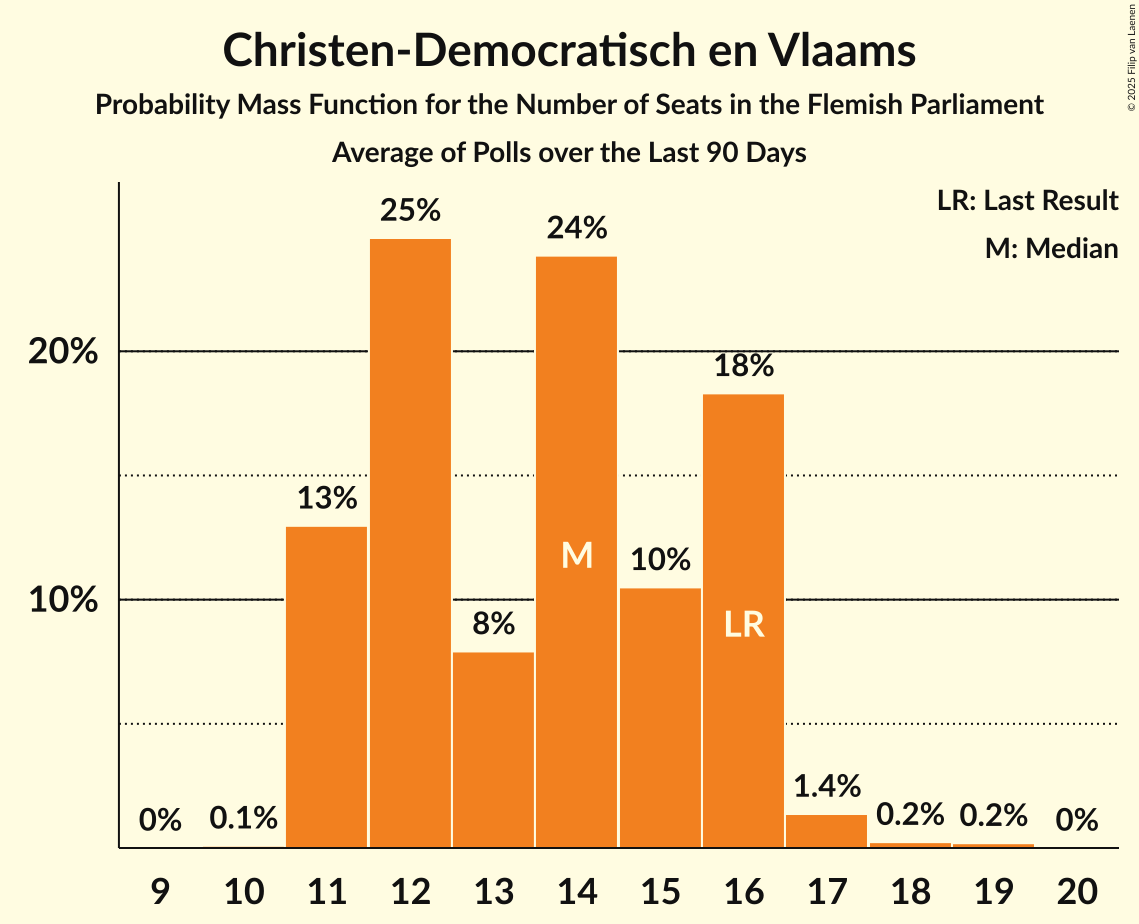 Christen-Democratisch en Vlaams
Probability Mass Function for the Number of Seats in the Flemish Parliament
Average of Polls over the Last 90 Days
© 2025 Filip van Laenen
LR: Last Result
M: Median
25%
24%
20%
18%
13%
M
10%
10%
8%
LR
0%
0.1%
1.4%
0.2%
0.2%
0%
9 10 11 12 13 14 15 16 17 18 19 20